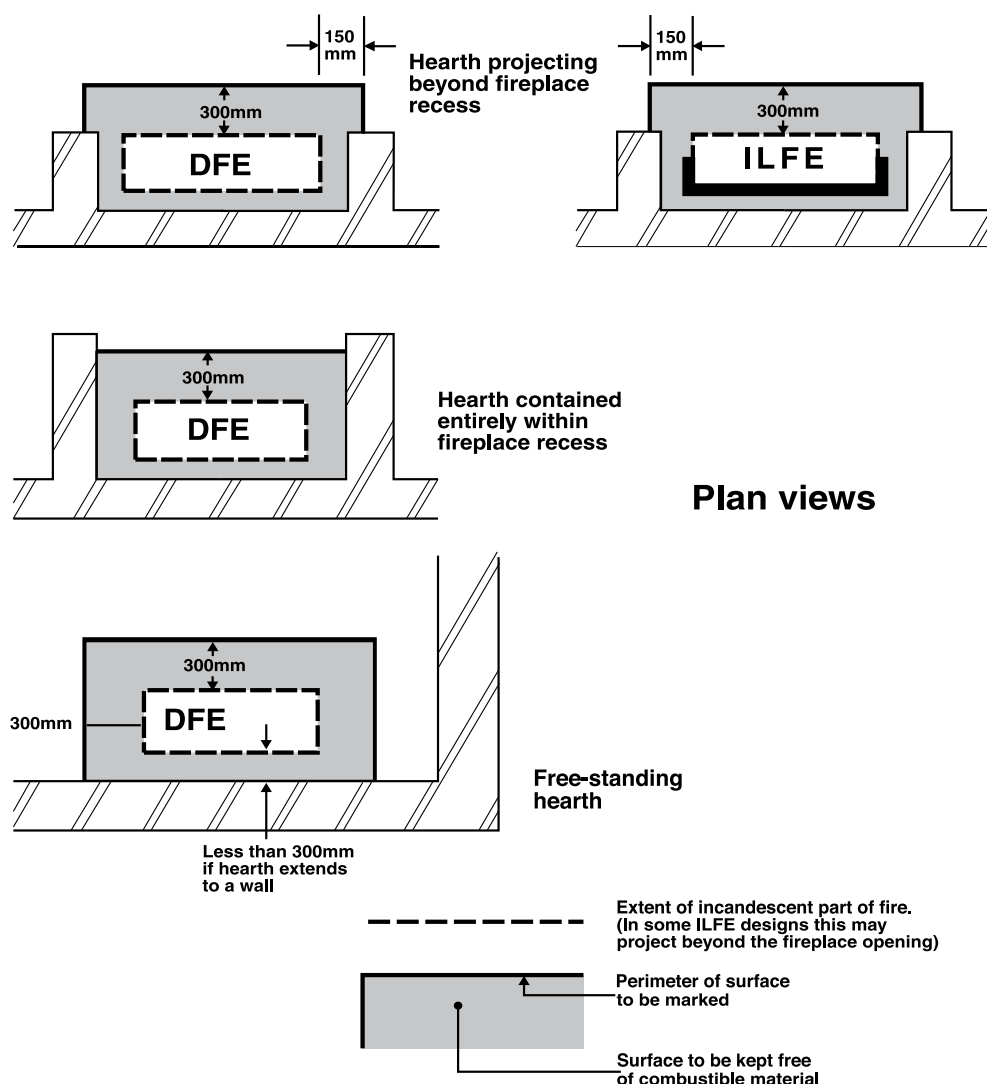 150
mm
Hearth projecting
beyond fireplace
recess
300mm
DFE
150
mm
300mm
ILFE
300mm
DFE
Hearth contained
entirely within
fireplace recess
Plan views
300mm
300mm
DFE
Free-standing
hearth
Less than 300mm
if hearth extends
to a wall
Extent of incandescent part of fire.
(In some ILFE designs this may
project beyond the fireplace opening)
Perimeter of surface
to be marked
Surface to be kept free
of combustible material